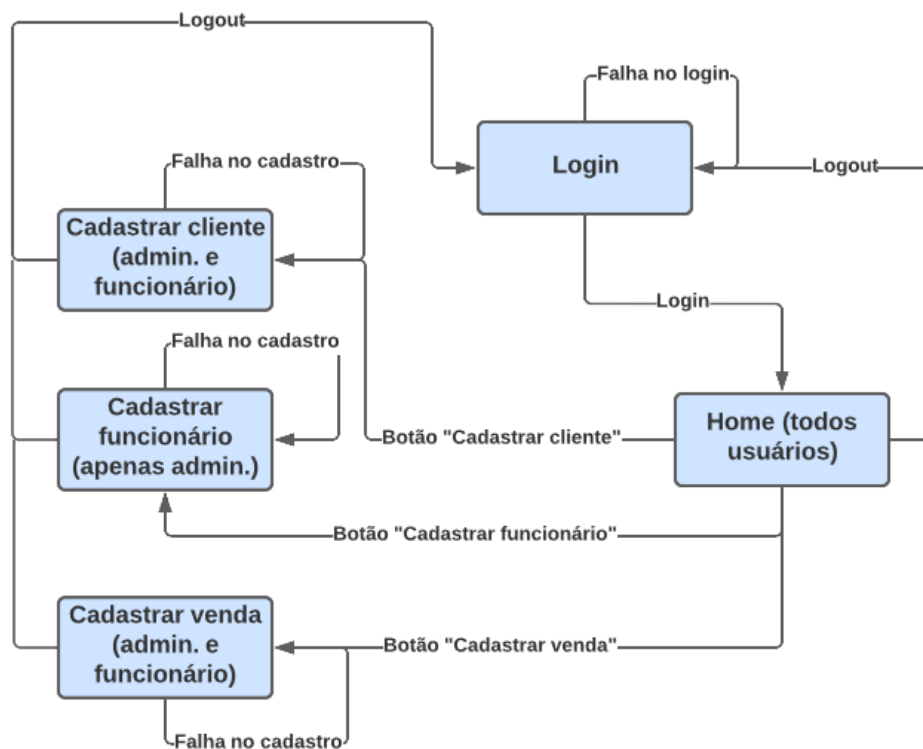 Logout
Falha no login
Login
Logout
Falha no cadastro
Cadastrar cliente
(admin. e
funcionário)
Login
Falha no cadastro
Cadastrar
funcionário
(apenas admin.)
Botão "Cadastrar cliente"
Home (todos
usuários)
Botão "Cadastrar funcionário"
Cadastrar venda
(admin. e
funcionário)
Botão "Cadastrar venda"
Falha no cadastro